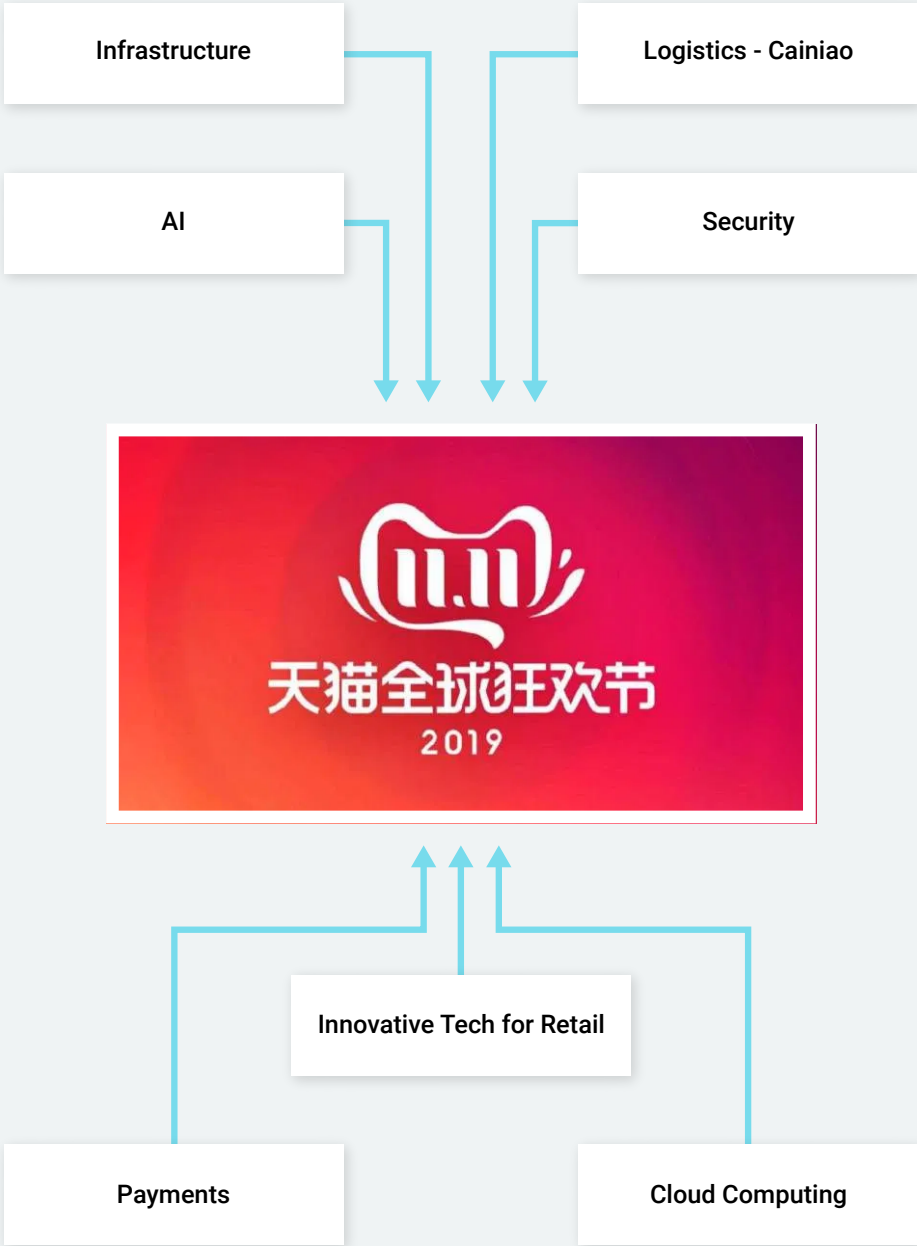 Infrastructure
Logistics - Cainiao
AI
Security
11.11
天猫全球狂欢节
2019
Innovative Tech for Retail
Payments
Cloud Computing